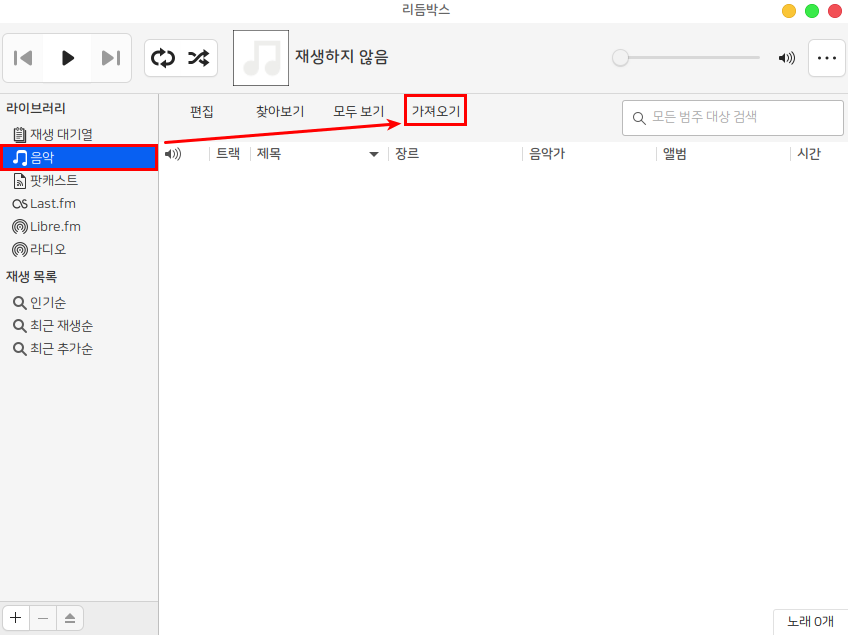 리듬박스
재생하지 않음
라이브러리
재생 대기열
음악
팟캐스트
Last.fm
Libre.fm
라디오
재생 목록
인기순
최근 재생순
최근 추가순
편집 찾아보기 모두 보기 가져오기
모든 범주 대상 검색
트랙 제목 장르 음악가 앨범 시간
노래 0개